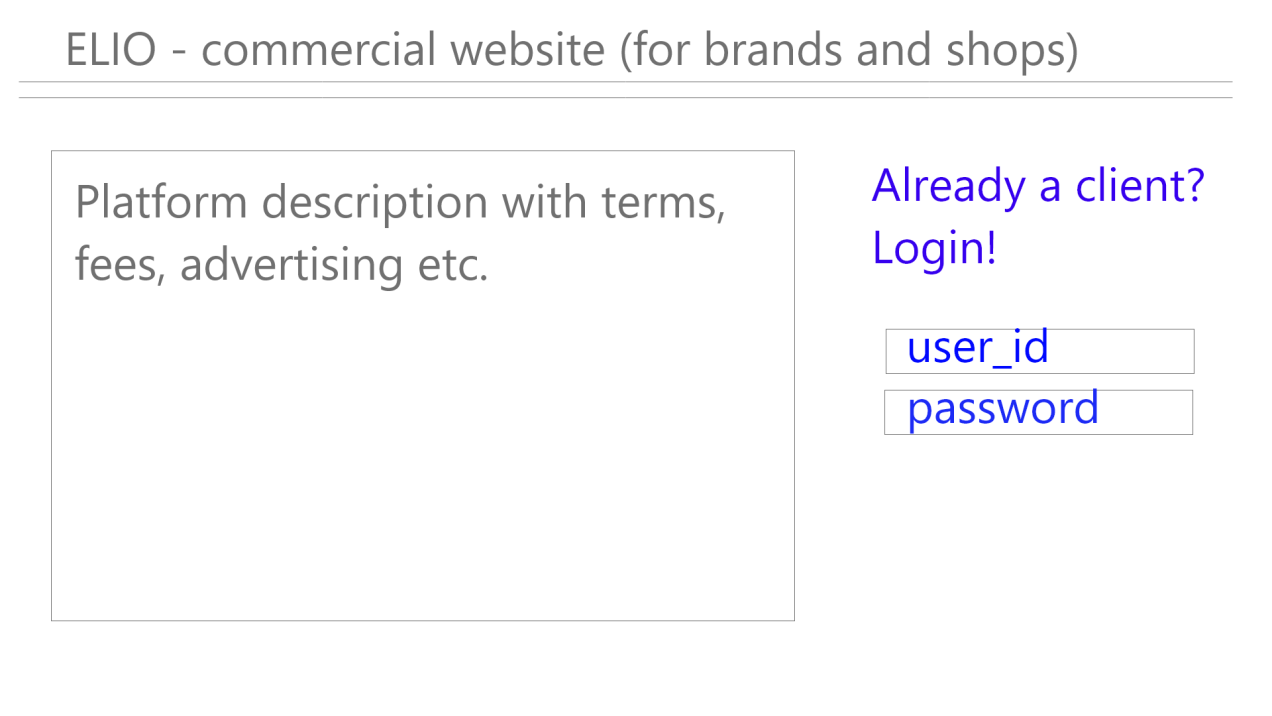 ELIO - commercial website (for brands and shops)
Platform description with terms,
fees, advertising etc.
Already a client?
Login!
user_id
password